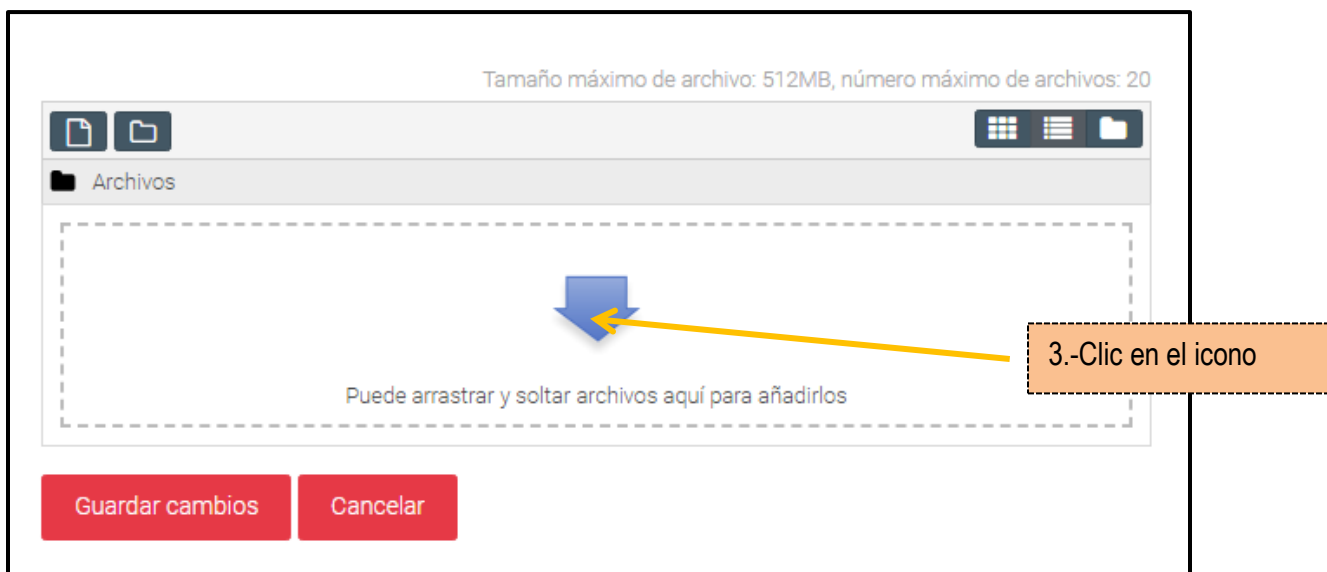 Tamaño máximo de archivo: 512MB, número máximo de archivos: 20
Archivos
3.-Clic en el icono
Puede arrastrar y soltar archivos aquí para añadirlos
Guardar cambios
Cancelar